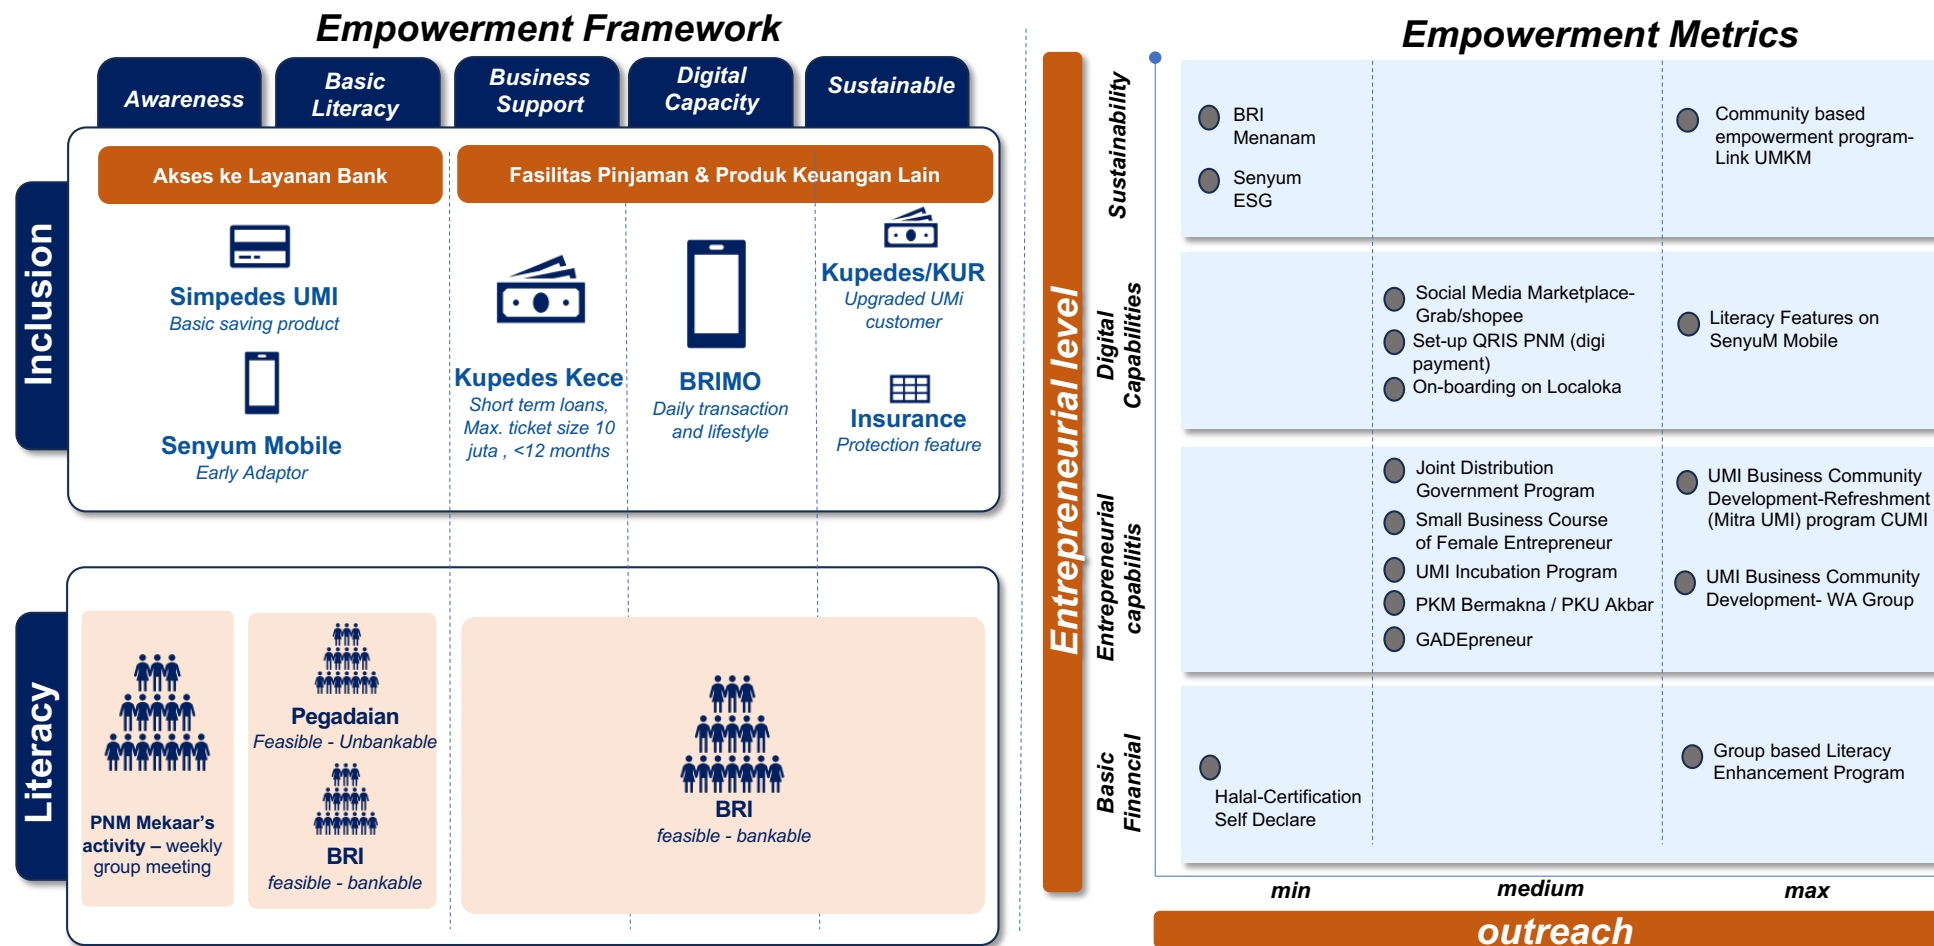 Empowerment Framework
Awareness
Basic
Literacy
Business
Support
Digital
Capacity
Sustainable
Inclusion
Akses ke Layanan Bank
Fasilitas Pinjaman & Produk Keuangan Lain
Simpedes UMI
Basic saving product
Senyum Mobile
Early Adaptor
Kupedes Kece
Short term loans,
Max. ticket size 10
juta , <12 months
BRIMO
Daily transaction
and lifestyle
Kupedes/KUR
Upgraded UMi
customer
Insurance
Protection feature
Literacy
PNM Mekaar's
activity – weekly
group meeting
Pegadaian
Feasible - Unbankable
BRI
feasible - bankable
BRI
feasible - bankable
Empowerment Metrics
Entrepreneurial level
Sustainability
BRI
Menanam
Senyum
ESG
Community based
empowerment program-
Link UMKM
Digital
Capabilities
Social Media Marketplace-
Grab/shopee
Set-up QRIS PNM (digi
payment)
On-boarding on Localoka
Literacy Features on
SenyuM Mobile
Entrepreneurial
capabilitis
Joint Distribution
Government Program
Small Business Course
of Female Entrepreneur
UMI Incubation Program
PKM Bermakna / PKU Akbar
GADEpreneur
UMI Business Community
Development-Refreshment
(Mitra UMI) program CUMI
UMI Business Community
Development- WA Group
Basic
Financial
Halal-Certification
Self Declare
Group based Literacy
Enhancement Program
min
medium
max
outreach